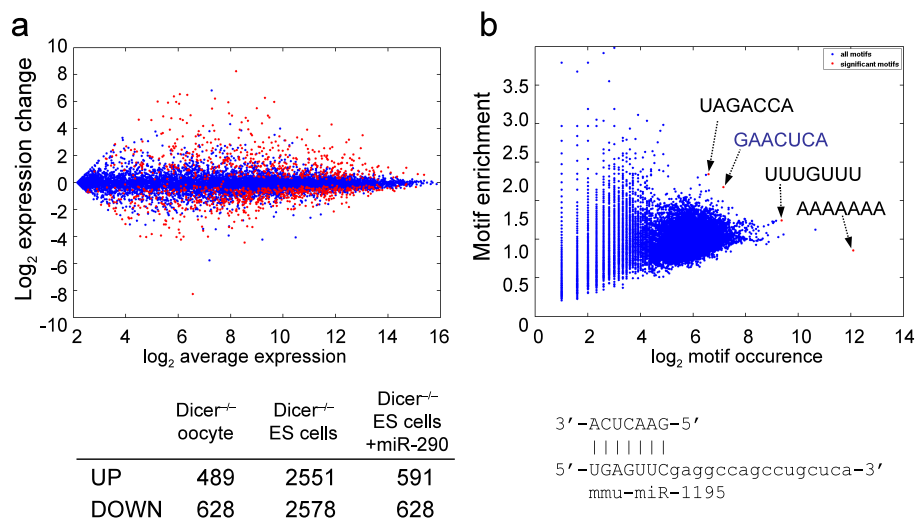 a
10
8
6
4
2
0
-2
-4
-6
-8
-10
Log2 expression change
2 4 6 8 10 12 14 16
log2 average expression
Dicer–/– oocyte
Dicer–/– ES cells
Dicer–/– ES cells +miR-290
UP 489 2551 591
DOWN 628 2578 628
b
all motifs
significant motifs
3.5
3.0
2.5
2.0
1.5
1.0
0.5
0
Motif enrichment
UAGACCA
GAACUCA
UUUGUUU
AAAAAAA
0 2 4 6 8 10 12 14
log2 motif occurence
3′-ACUCAAG-5′
| | | | | | |
5′-UGAGUUCgaggccagccugcuca-3′
mmu-miR-1195